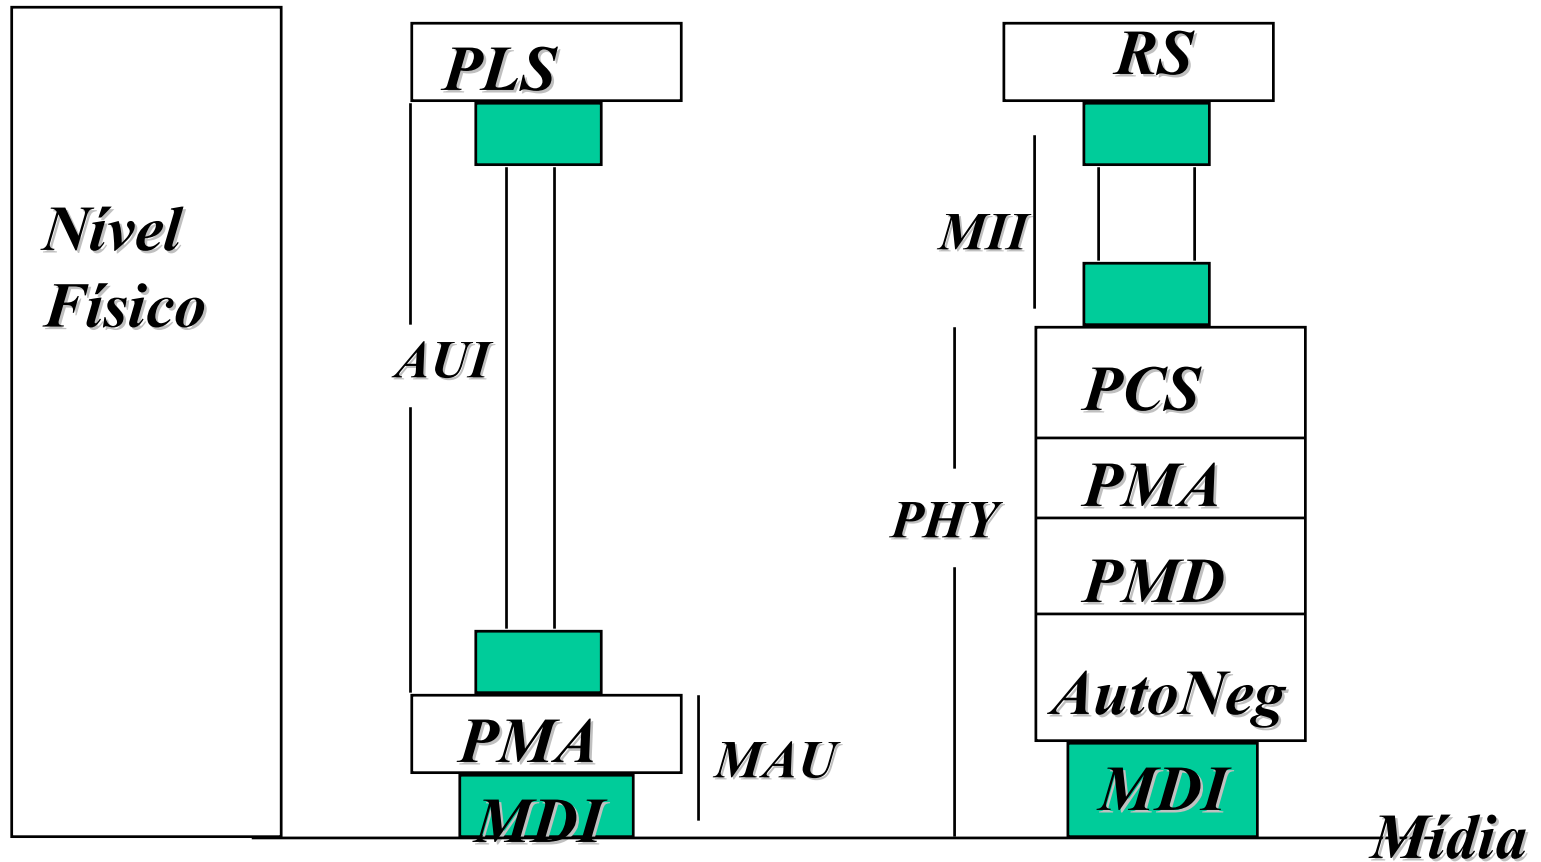 Nível
Físico
PLS
AUI
PMA
MAU
MDI
RS
MII
PCS
PMA
PHY
PMD
AutoNeg
MDI
Mídia